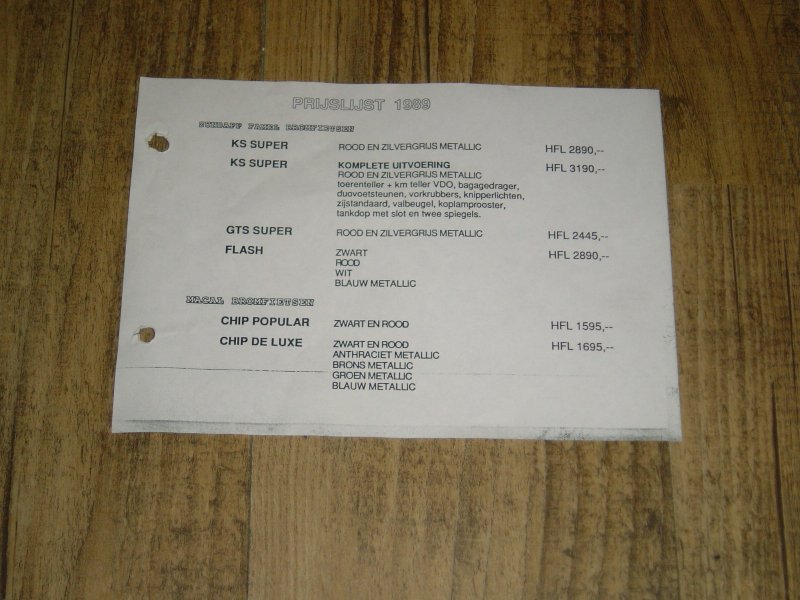 PRIJSLIJST 1989
ZUNDAPP FAMEL BROMFIETSEN
KS SUPER ROOD EN ZILVERGRIJS METALLIC HFL 2890,--
KS SUPER KOMPLETE UITVOERING HFL 3190,--
ROOD EN ZILVERGRIJS METALLIC
toerenteller + km teller VDO, bagagedrager,
duovoetsteunen, vorkrubbers, knipperlichten,
zijstandaard, valbeugel, koplamprooster,
tankdop met slot en twee spiegels.
GTS SUPER ROOD EN ZILVERGRIJS METALLIC HFL 2445,--
FLASH ZWART HFL 2890,--
ROOD
WIT
BLAUW METALLIC
MACAL BROMFIETSEN
CHIP POPULAR ZWART EN ROOD HFL 1595,--
CHIP DE LUXE ZWART EN ROOD HFL 1695,--
ANTHRACIET METALLIC
BRONS METALLIC
GROEN METALLIC
BLAUW METALLIC